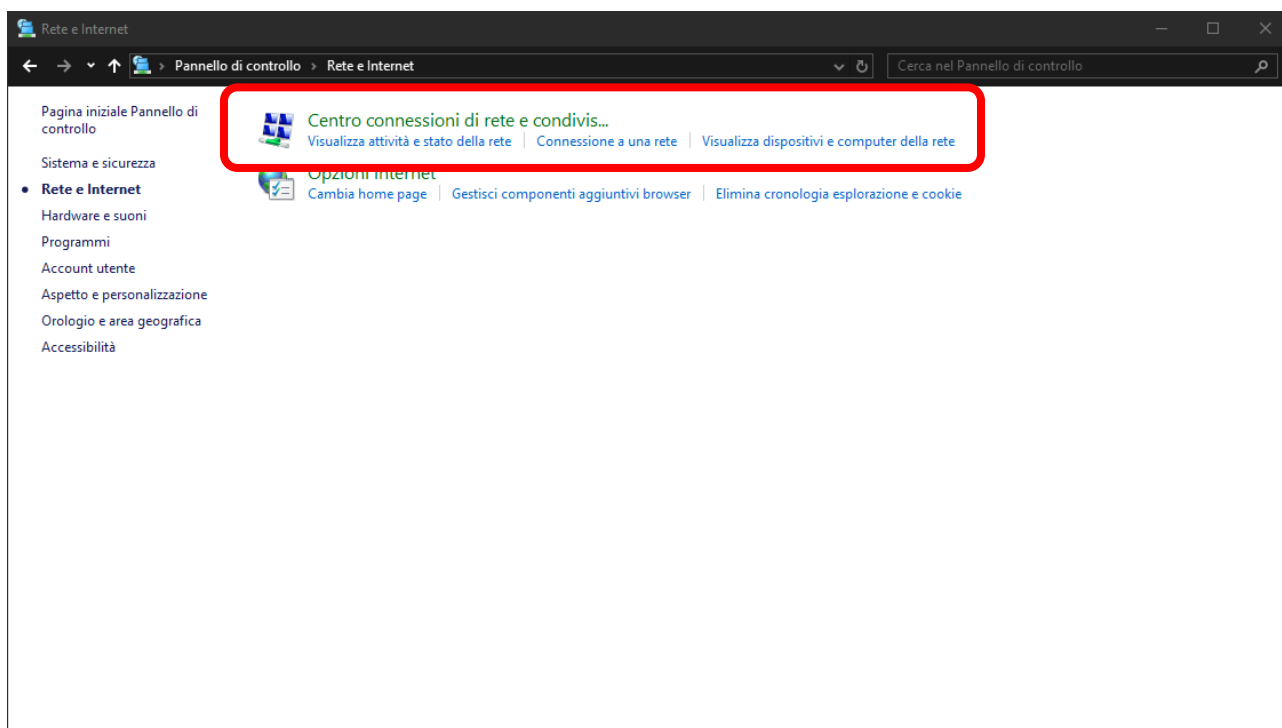 Rete e Internet
Pannello di controllo > Rete e Internet
Cerca nel Pannello di controllo
Pagina iniziale Pannello di
controllo
Sistema e sicurezza
Rete e Internet
Hardware e suoni
Programmi
Account utente
Aspetto e personalizzazione
Orologio e area geografica
Accessibilità
Centro connessioni di rete e condivis...
Visualizza attività e stato della rete | Connessione a una rete | Visualizza dispositivi e computer della rete
Opzioni Internet
Cambia home page | Gestisci componenti aggiuntivi browser | Elimina cronologia esplorazione e cookie